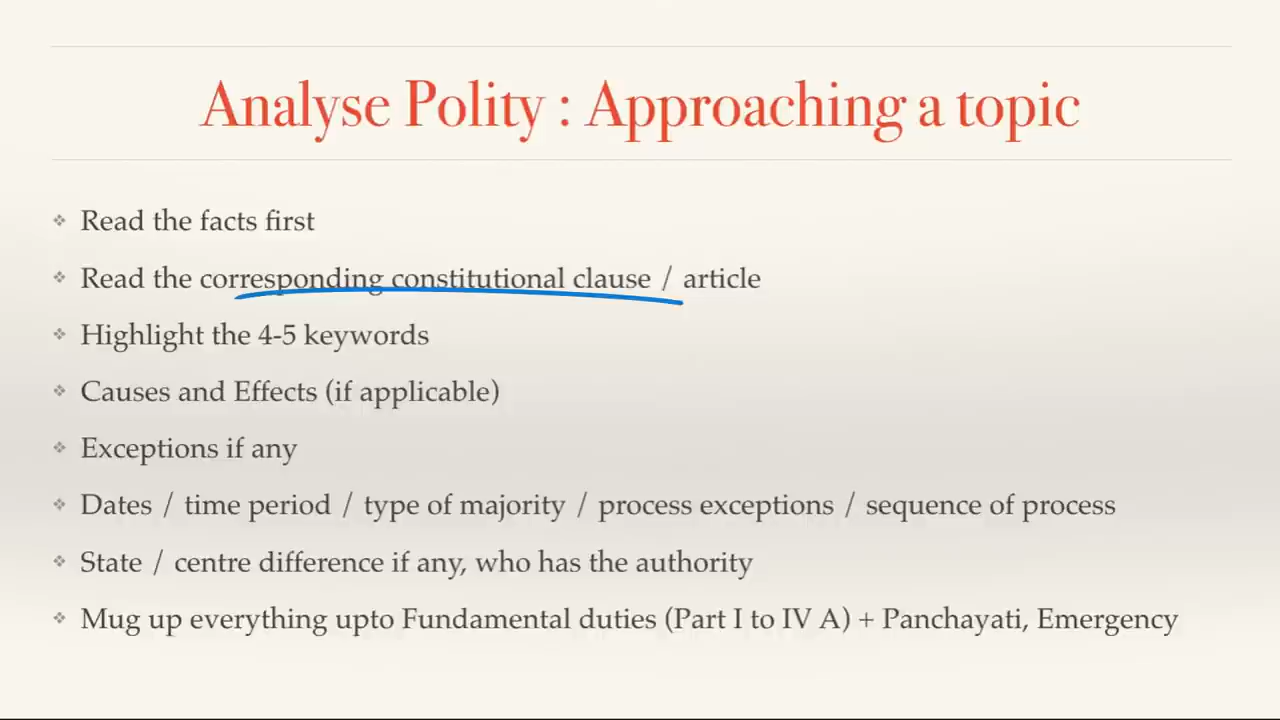 Analyse Polity : Approaching a topic
Read the facts first
Read the corresponding constitutional clause / article
Highlight the 4-5 keywords
Causes and Effects (if applicable)
Exceptions if any
Dates / time period / type of majority / process exceptions / sequence of process
State / centre difference if any, who has the authority
Mug up everything upto Fundamental duties (Part I to IV A) + Panchayati, Emergency